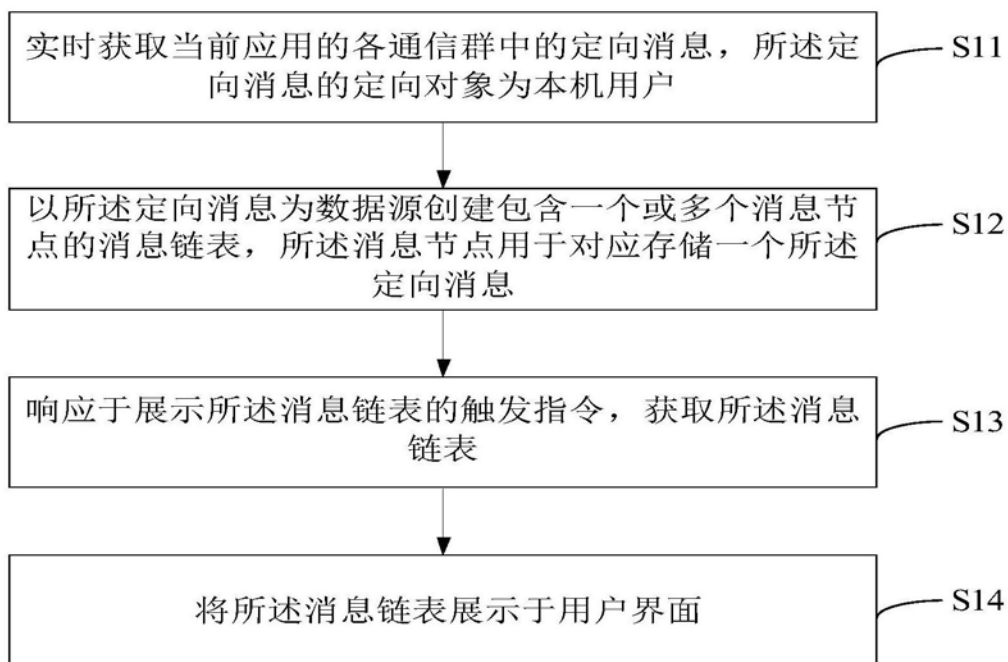 实时获取当前应用的各通信群中的定向消息，所述定
向消息的定向对象为本机用户
S11
以所述定向消息为数据源创建包含一个或多个消息节
点的消息链表，所述消息节点用于对应存储一个所述
定向消息
S12
响应于展示所述消息链表的触发指令，获取所述消息
链表
S13
将所述消息链表展示于用户界面
S14